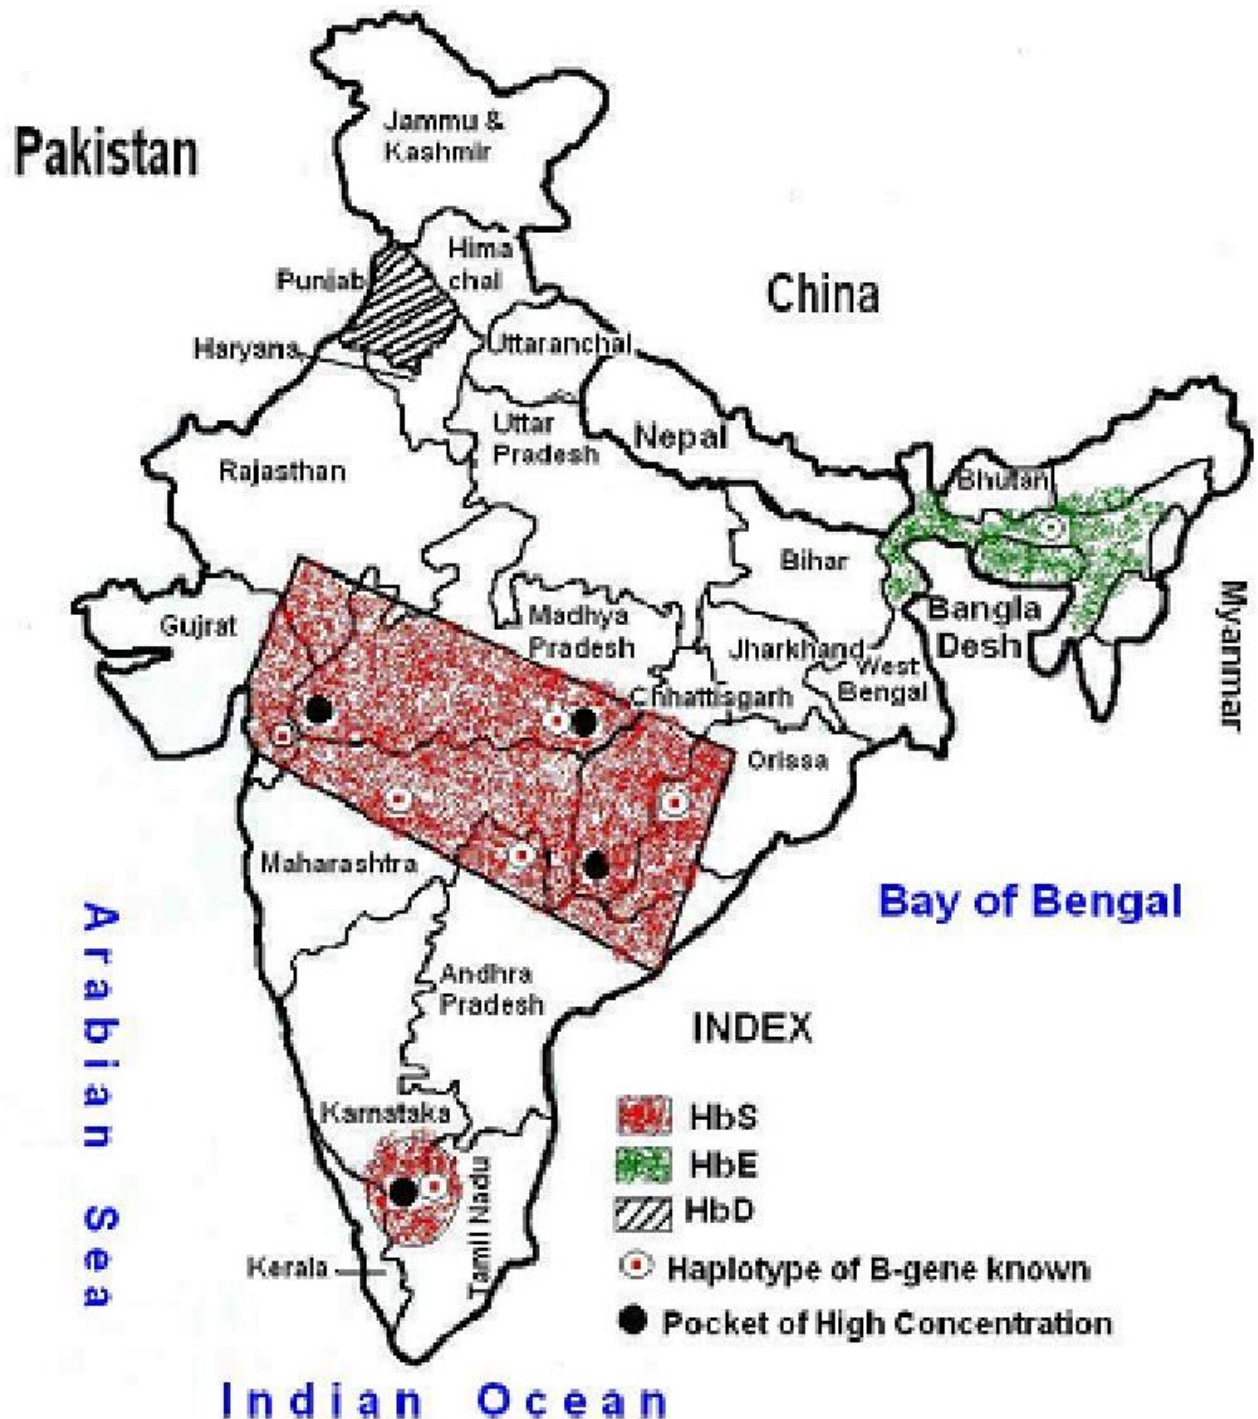 Jammu &
Kashmir
Pakistan
Hima
chal
Punjab
China
Haryana
Uttaranchal
Uttar
Pradesh
Nepal
Rajasthan
Bhutan
Bihar
Gujrat
Madhya
Pradesh
Bangla
Desh
Myanmar
Jharkhand
West
Bengal
Chhattisgarh
Orissa
Maharashtra
Bay of Bengal
Arabian Sea
Andhra
Pradesh
INDEX
Karnataka
HbS
HbE
HbD
Tamil Nadu
Kerala
Haplotype of B-gene known
Pocket of High Concentration
Indian Ocean